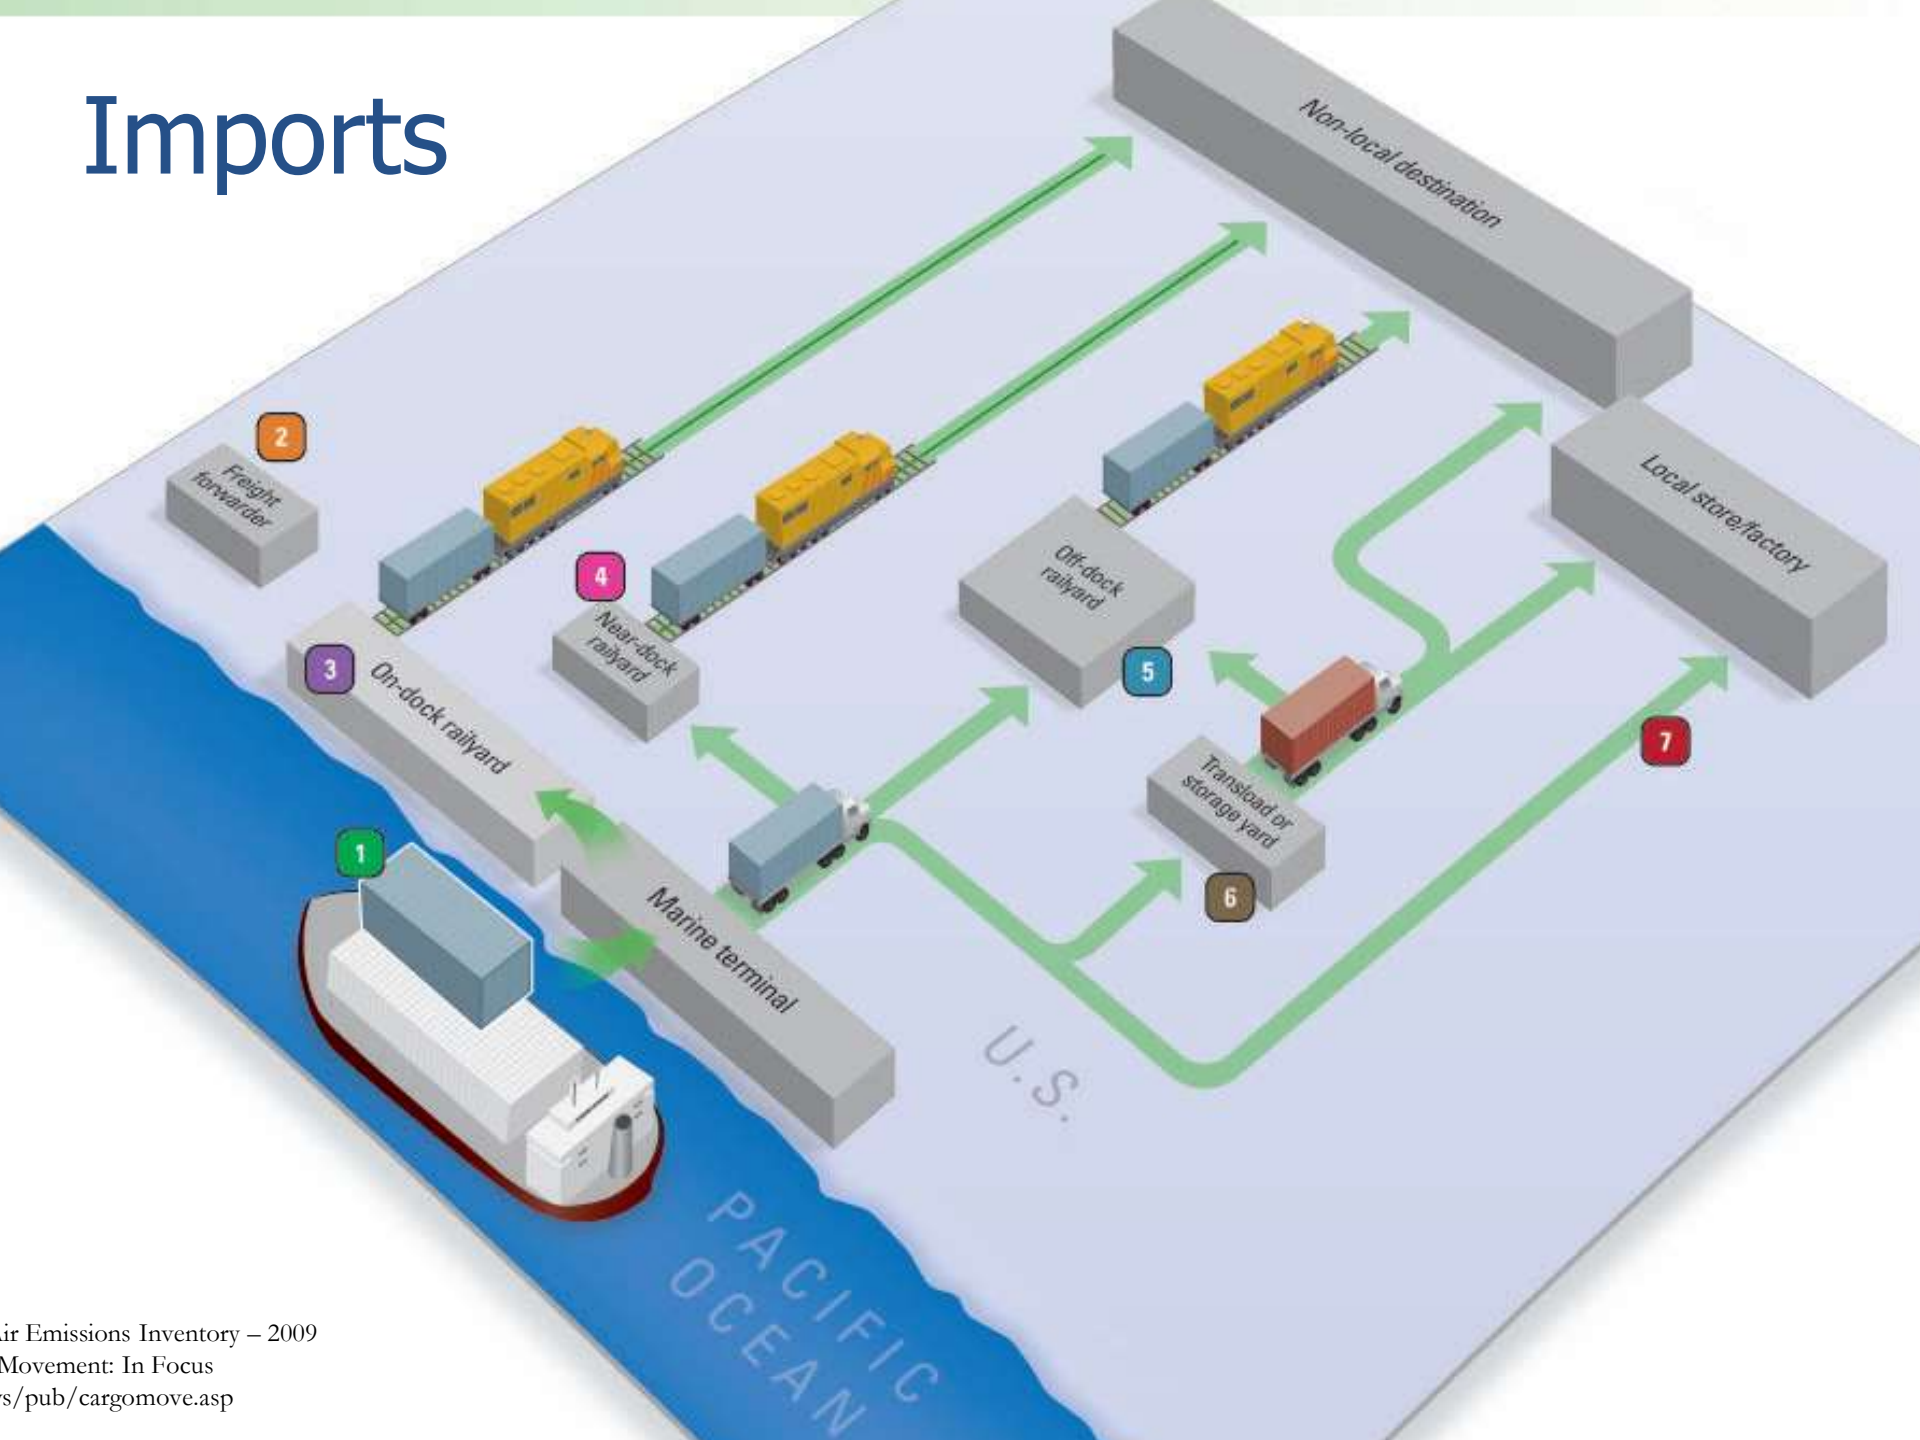 Imports
Non-local destination
2
Freight
forwarder
Local store/factory
4
Near-dock
railyard
Off-dock
railyard
5
3
On-dock railyard
7
Transload or
storage yard
6
1
Marine terminal
U.S.
PACIFIC
OCEAN
Air Emissions Inventory – 2009
Movement: In Focus
/pub/cargomove.asp